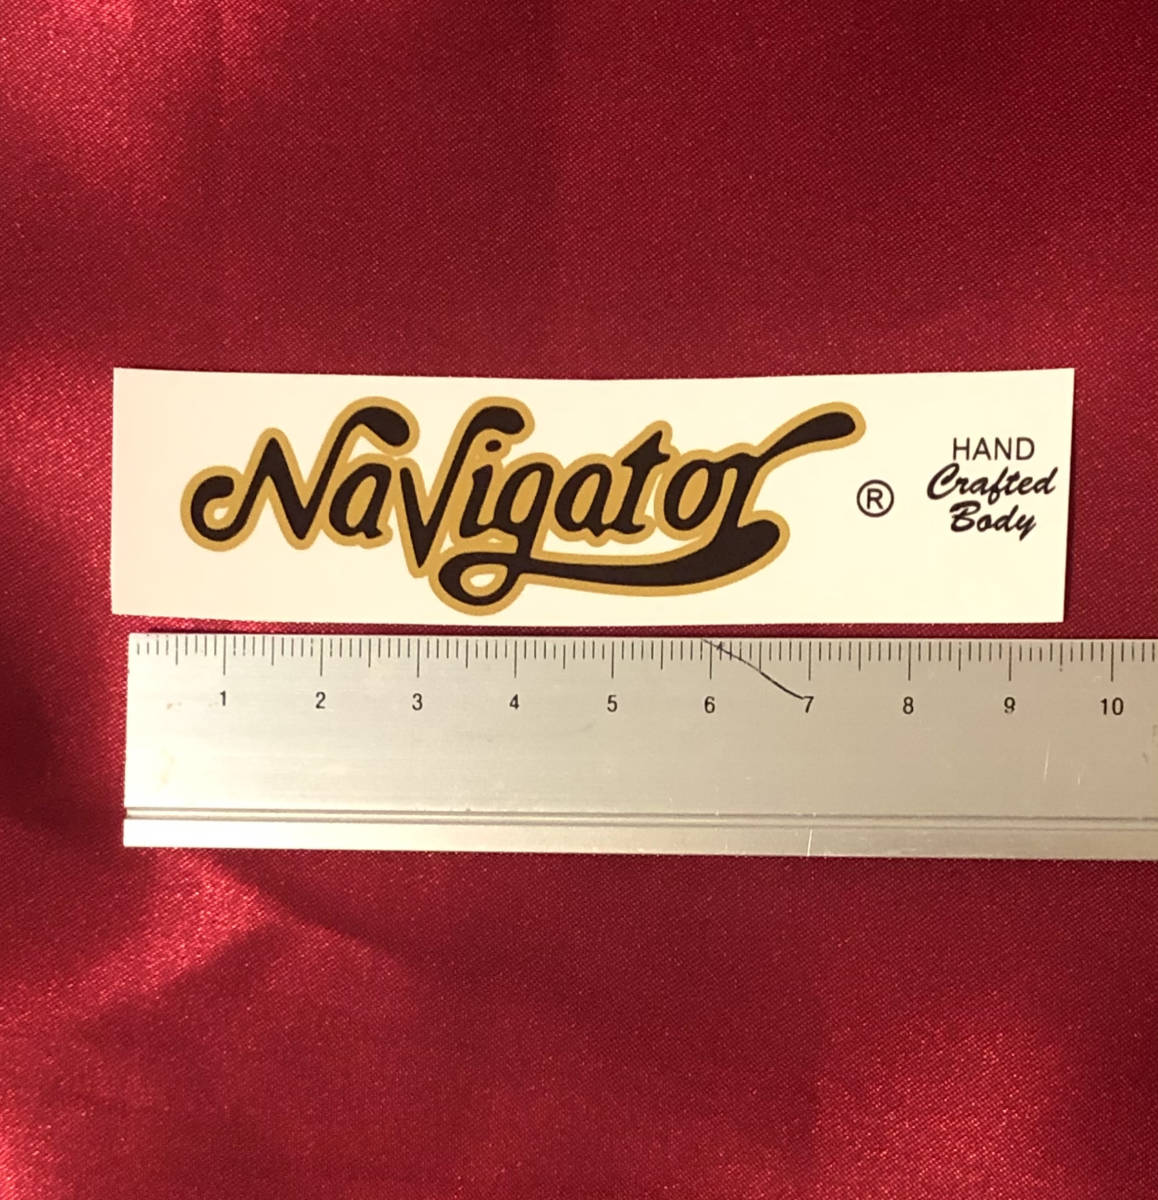 Navigator ®
HAND
Crafted
Body
1 2 3 4 5 6 7 8 9 10